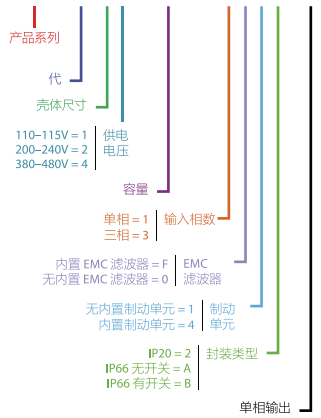 产品系列
代
壳体尺寸
110–115V = 1
200–240V = 2
380–480V = 4
供电
电压
容量
单相 = 1
三相 = 3
输入相数
内置 EMC 滤波器 = F
无内置 EMC 滤波器 = 0
EMC
滤波器
无内置制动单元 = 1
内置制动单元 = 4
制动
单元
IP20 = 2
IP66 无开关 = A
IP66 有开关 = B
封装类型
单相输出